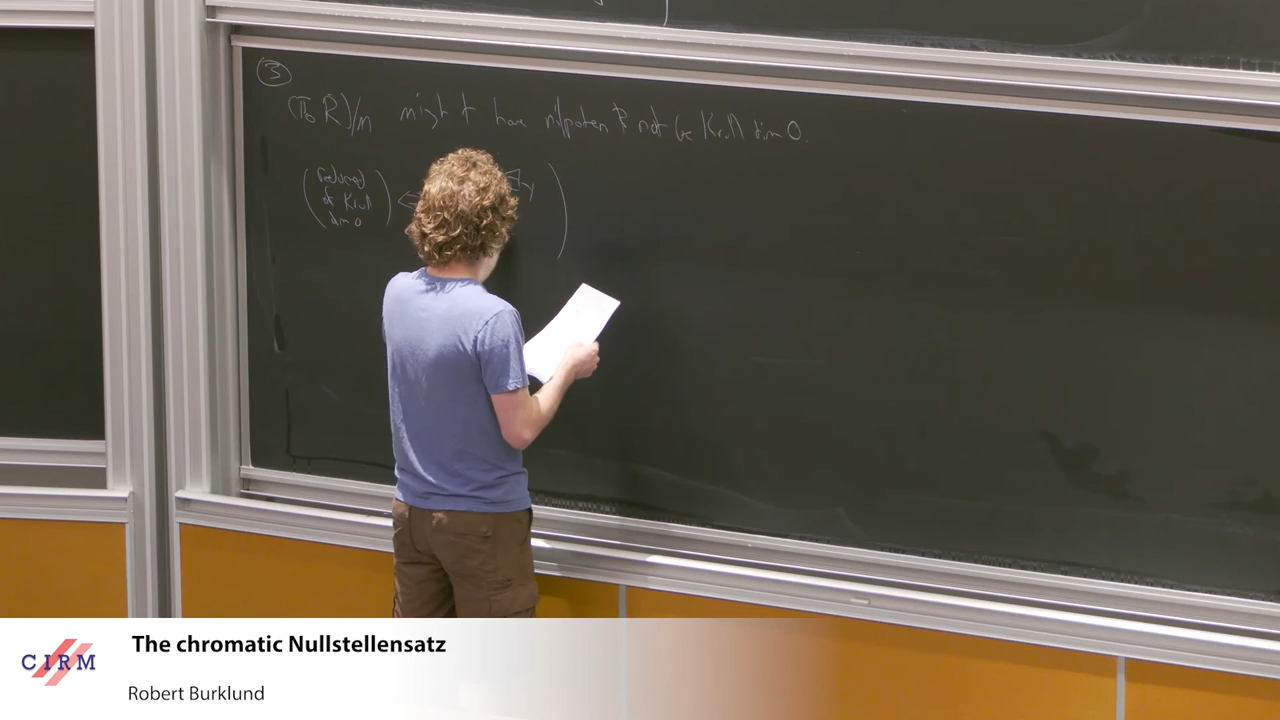 ③
(π₀ R)/m might have nilpotent & not be Krull dim 0.
reduced
of Krull
dim 0
CIRM
The chromatic Nullstellensatz
Robert Burklund